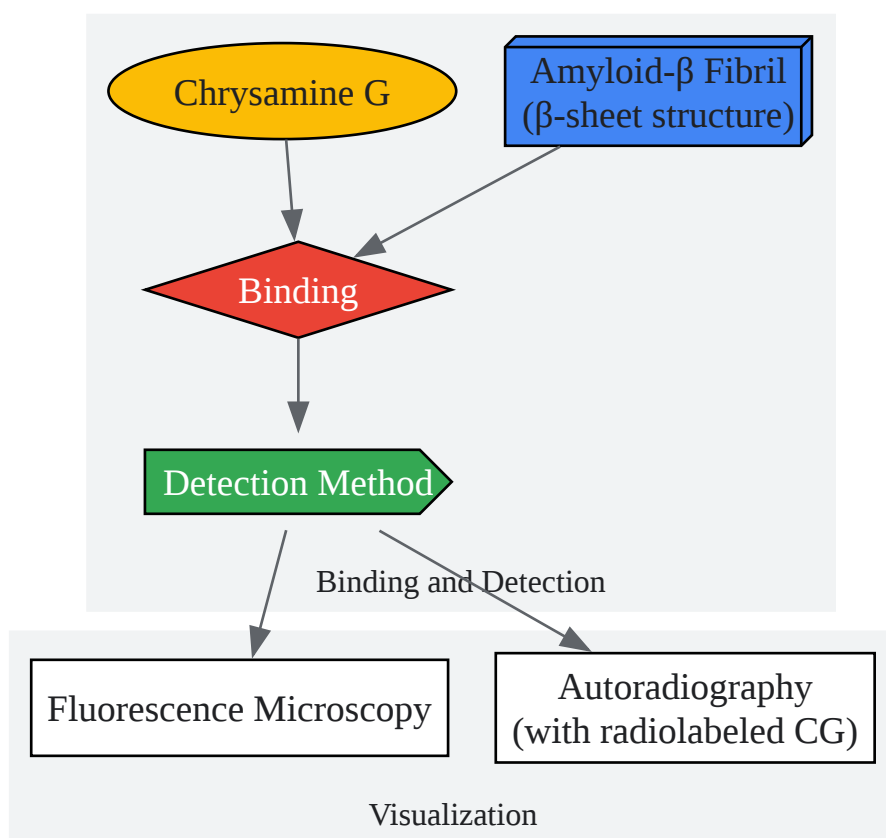 Chrysamine G
Amyloid-β Fibril
(β-sheet structure)
Binding
Detection Method
Binding and Detection
Fluorescence Microscopy
Autoradiography
(with radiolabeled CG)
Visualization